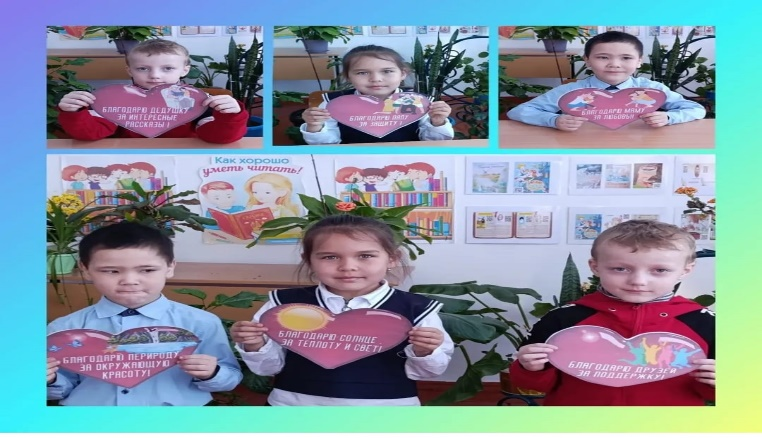 БЛАГОДАРЮ ДЕДУШКУ
ЗА ИНТЕРЕСНЫЕ
РАССКАЗЫ !
БЛАГОДАРЮ ПАПУ
ЗА ЗАЩИТУ !
БЛАГОДАРЮ МАМУ
ЗА ЛЮБОВЬ!
Как хорошо
уметь читать!
БЛАГОДАРЮ ПЕРИРОДУ
ЗА ОКРУЖАЮЩУЮ
КРАСОТУ!
БЛАГОДАРЮ СОЛНЦЕ
ЗА ТЕПЛОТУ И СВЕТ!
БЛАГОДАРЮ ДРУЗЕЙ
ЗА ПОДДЕРЖКУ!